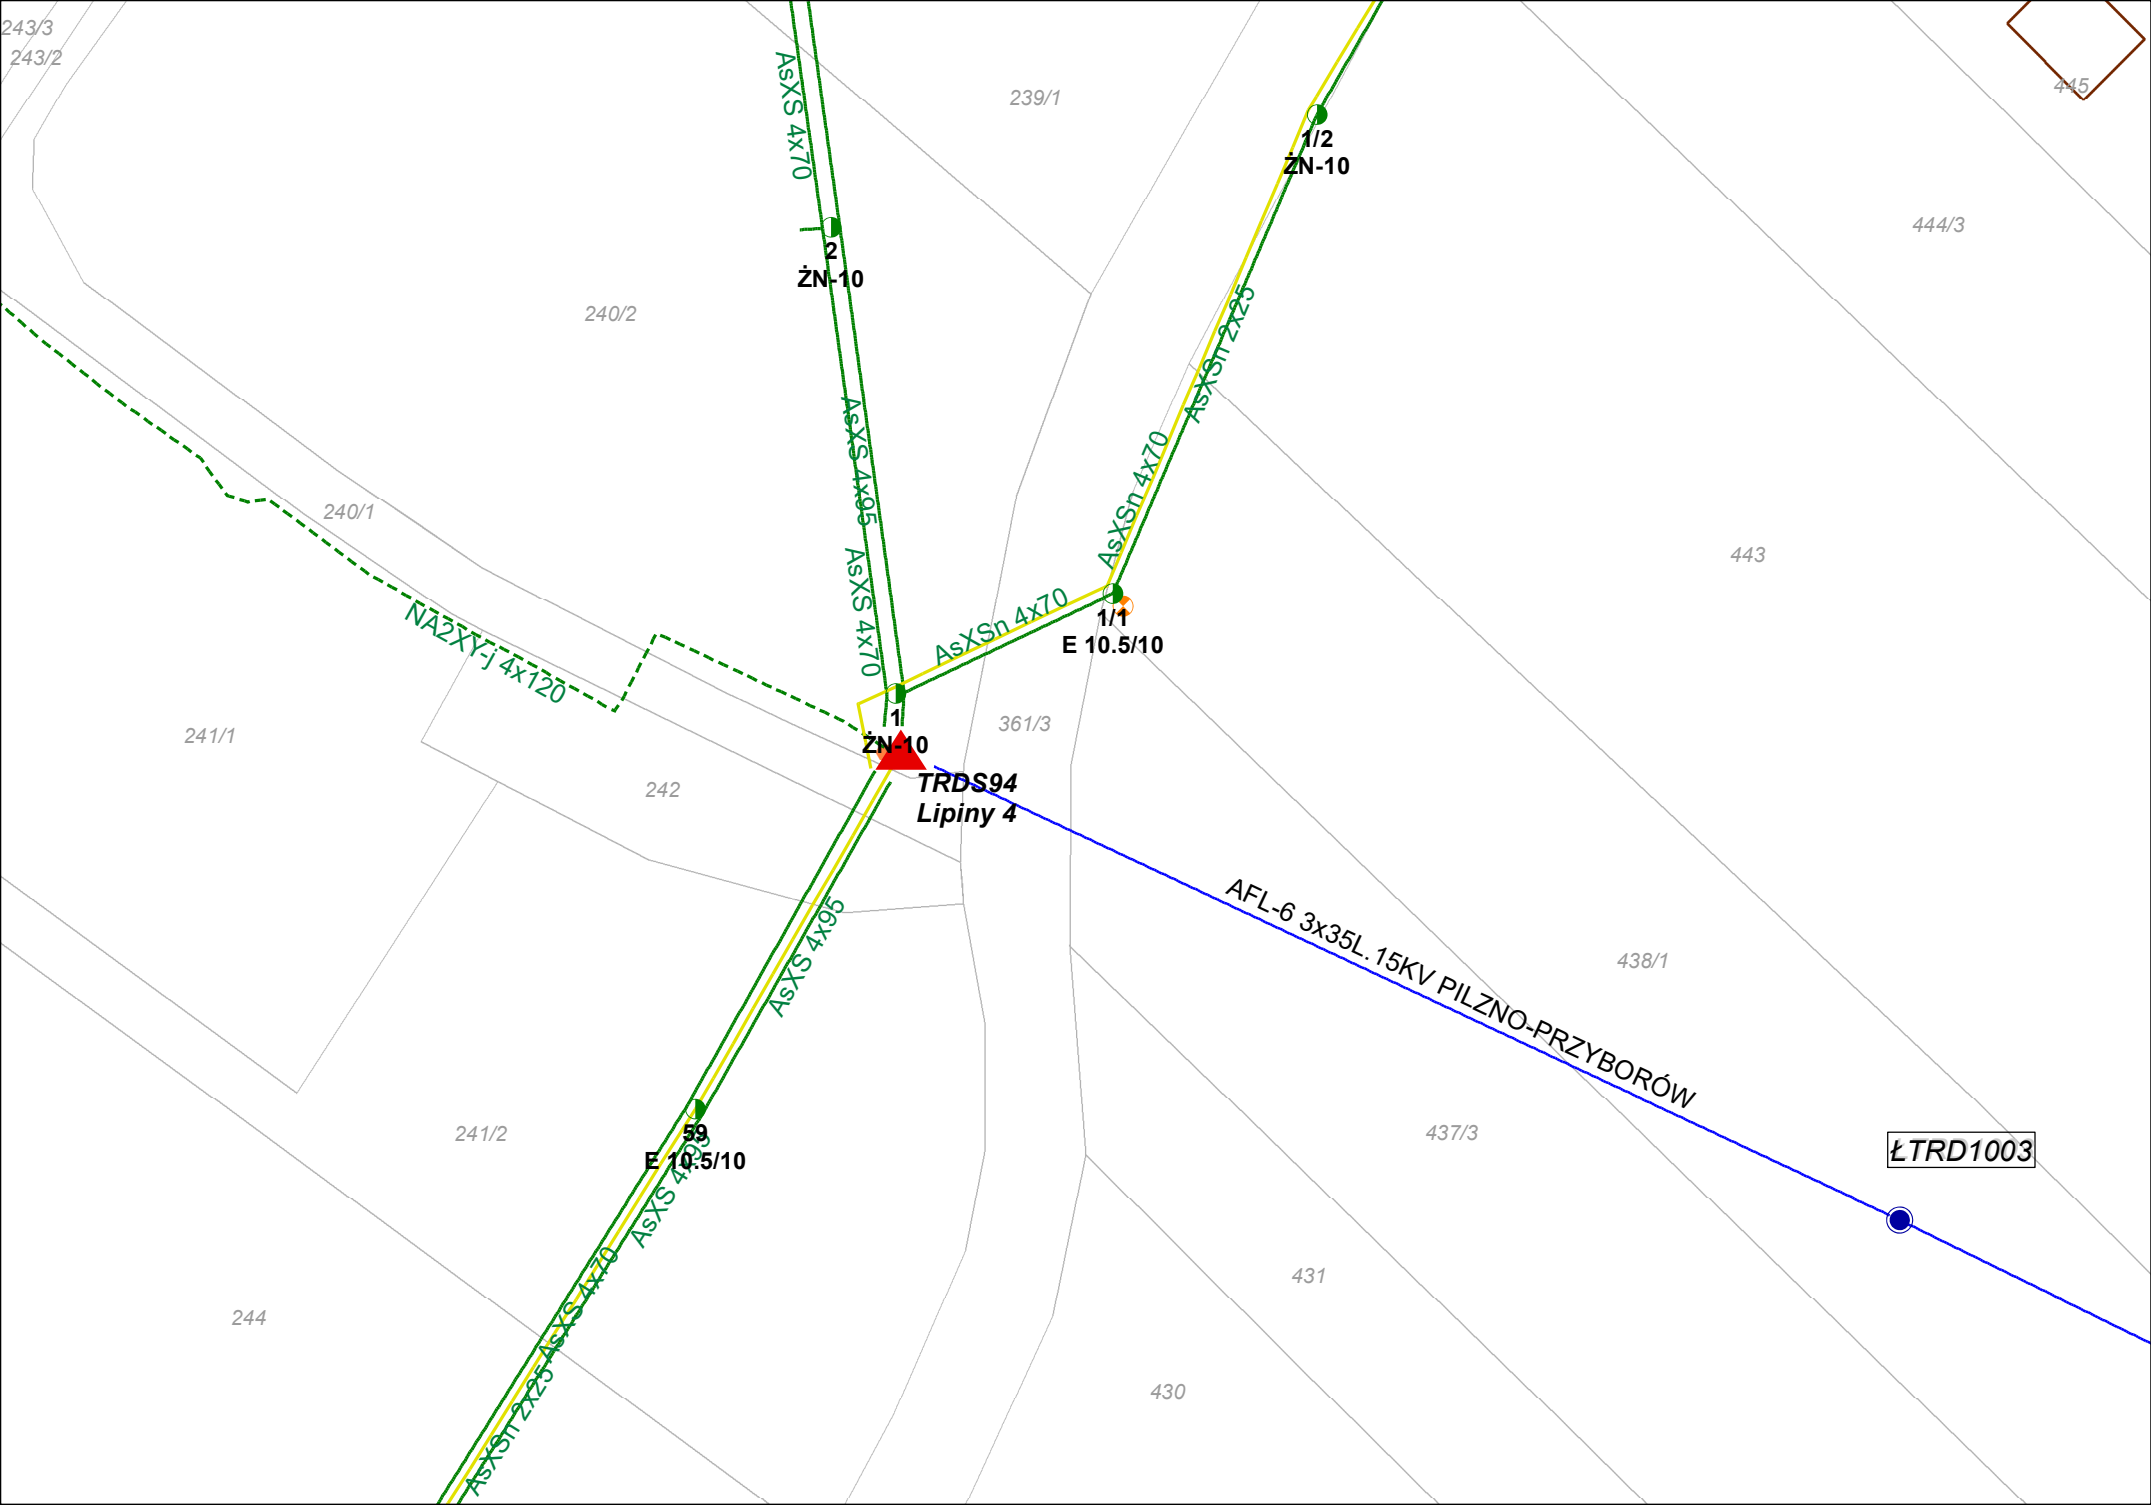 243/3
243/2
239/1
445
AsXS 4x70
1/2
ŻN-10
444/3
2
ŻN-10
240/2
AsXSn 2x25
AsXS 4x95
240/1
AsXSn 4x70
443
AsXS 4x70
AsXSn 4x70
1/1
E 10.5/10
NA2XY-j 4x120
241/1
1
ŻN-10
361/3
TRDS94
Lipiny 4
242
AFL-6 3x35L.15KV PILZNO-PRZYBORÓW
AsXS 4x95
438/1
241/2
59
E 10.5/10
AsXS 4x95
437/3
ŁTRD1003
431
244
AsXS 4x70
430
AsXSn 2x25